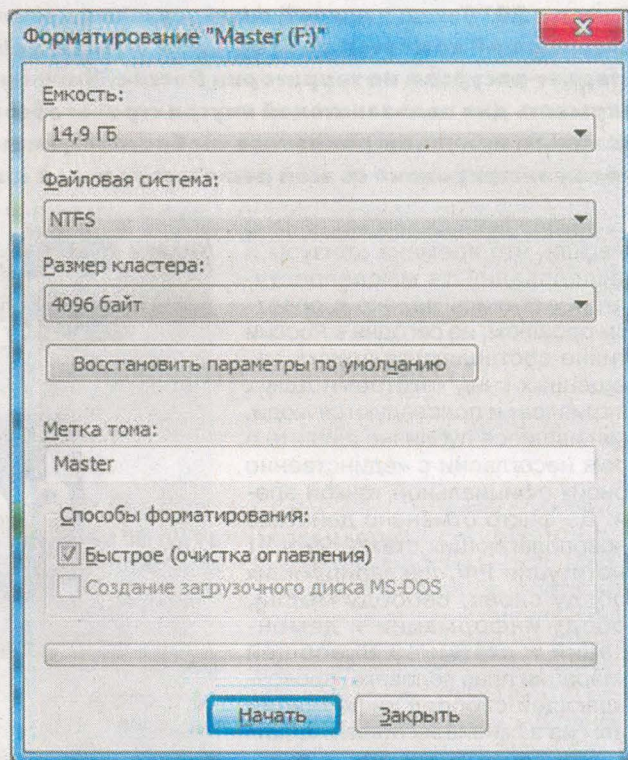 Форматирование "Master (F:)"
Емкость:
14,9 ГБ
Файловая система:
NTFS
Размер кластера:
4096 байт
Восстановить параметры по умолчанию
Метка тома:
Master
Способы форматирования:
Быстрое (очистка оглавления)
Создание загрузочного диска MS-DOS
Начать
Закрыть